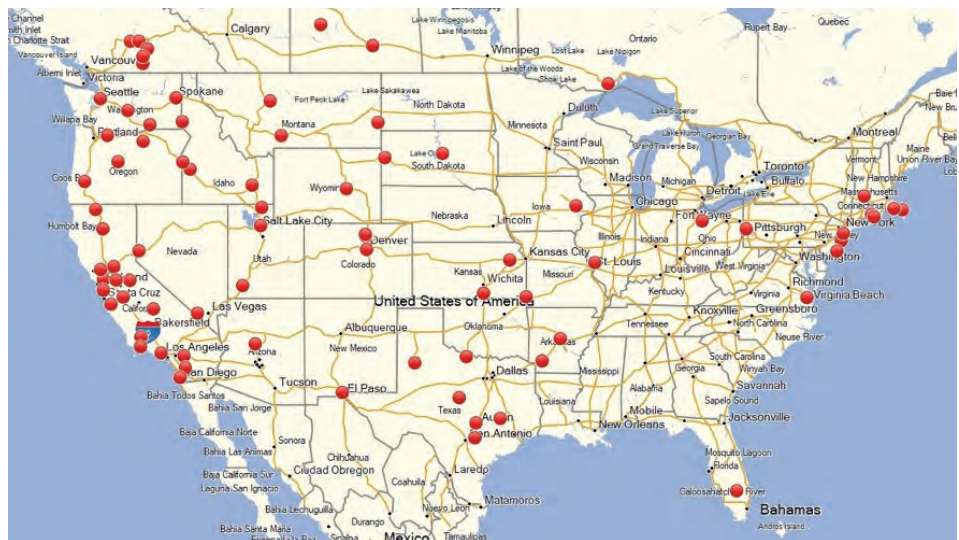 Channel
Smith Inlet
Charlotte Strait
Vancouver Island
Alberni Inlet
Calgary
Lake Winnipegosis
Lake Manitoba
Winnipeg
Lost Lake
Lake Nipigon
Ontario
Rupert Bay
Quebec
Victoria
Lake of the Woods
Shoal Lake
Seattle
Spokane
Fort Peck Lake
Lake Sakakawea
North Dakota
Duluth
Lake Superior
Willapa Bay
Montana
Minnesota
Lake Huron
Georgian Bay
Montreal
Maine
Saint Paul
Grand Traverse Bay
Wisconsin
Toronto
Vermont
Union River Bay
Oregon
Idaho
South Dakota
Madison
Michigan
Buffalo
New Hampshire
Massachusetts
Wyoming
Detroit
Lake Erie
Connecticut
Iowa
Chicago
Salt Lake City
Nebraska
Lincoln
Fort Wayne
New York
Humbolt Bay
Nevada
Denver
Illinois
Indiana
Ohio
Pittsburgh
Utah
Colorado
Kansas City
Cincinnati
Washington
Kansas
Missouri
St. Louis
Louisville
West Virginia
Wichita
Richmond
Santa Cruz
Kentucky
Virginia
Virginia Beach
Las Vegas
United States of America
Knoxville
Greensboro
Bakersfield
Albuquerque
Oklahoma
Tennessee
North Carolina
Los Angeles
Arizona
New Mexico
Arkansas
Neuse River
South Carolina
San Diego
Dallas
Mississippi
Georgia
Winyah Bay
Tucson
El Paso
Alabama
Savannah
Bahia Todos Santos
Texas
Louisiana
Sapelo Sound
Bahia San Jorge
Austin
Mobile
Jacksonville
Baja California Norte
San Antonio
New Orleans
Sonora
Bahia Las Animas
Chihuahua
Mosquito Lagoon
Baja California Sur
Ciudad Obregon
Laredo
Florida
Laguna San Ignacio
Coahuila
Caloosahatchee River
Matamoros
Bahia Lechuguilla
Nuevo Leon
Bahamas
Durango
Andros Island
Bahia Santa Maria
Mexico
Tamaulipas